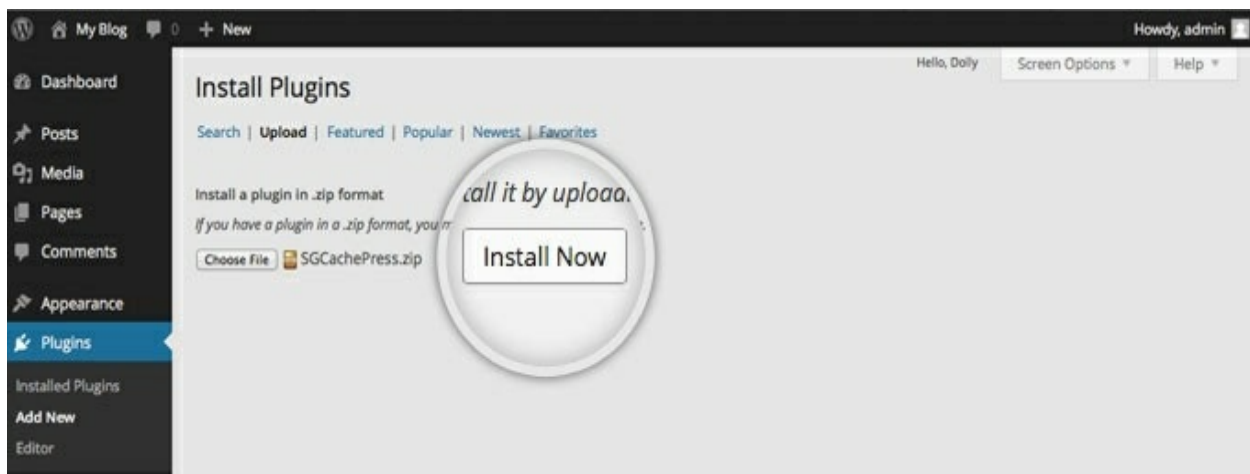 My Blog 0 + New Howdy, admin
Hello, Dolly Screen Options Help
Dashboard
Posts
Media
Pages
Comments
Appearance
Plugins
Installed Plugins
Add New
Editor
Install Plugins
Search | Upload | Featured | Popular | Newest | Favorites
Install a plugin in .zip format
If you have a plugin in a .zip format, you
Choose File SGCachePress.zip
it by
Install Now